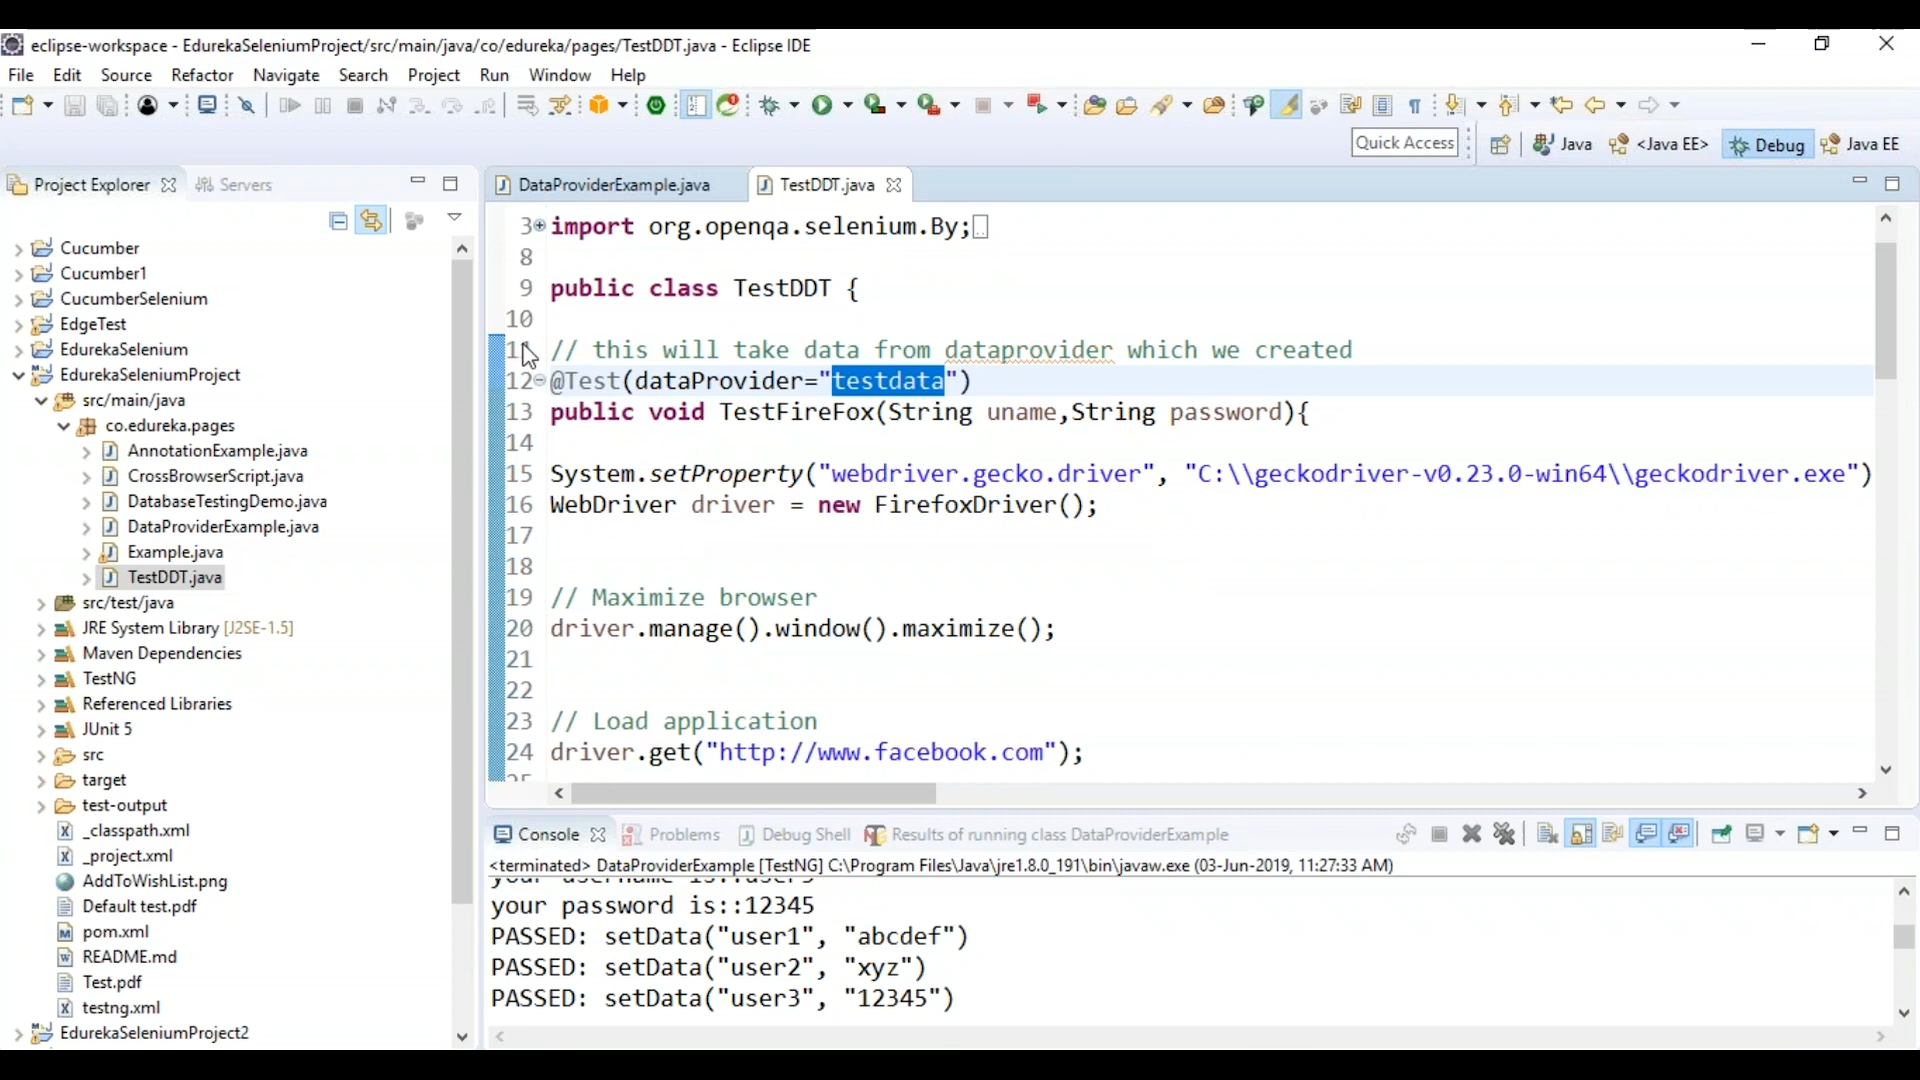 eclipse-workspace - EdurekaSeleniumProject/src/main/java/co/edureka/pages/TestDDT.java - Eclipse IDE
File Edit Source Refactor Navigate Search Project Run Window Help
Quick Access Java <Java EE> Debug Java EE
Project Explorer Servers
Cucumber
Cucumber1
CucumberSelenium
EdgeTest
EdurekaSelenium
EdurekaSeleniumProject
src/main/java
co.edureka.pages
AnnotationExample.java
CrossBrowserScript.java
DatabaseTestingDemo.java
DataProviderExample.java
Example.java
TestDDT.java
src/test/java
JRE System Library [J2SE-1.5]
Maven Dependencies
TestNG
Referenced Libraries
JUnit 5
src
target
test-output
_classpath.xml
_project.xml
AddToWishList.png
Default test.pdf
pom.xml
README.md
Test.pdf
testng.xml
EdurekaSeleniumProject2
DataProviderExample.java TestDDT.java
3 import org.openqa.selenium.By;
8
9 public class TestDDT {
10
// this will take data from dataprovider which we created
12 @Test(dataProvider="testdata")
13 public void TestFireFox(String uname,String password){
14
15 System.setProperty("webdriver.gecko.driver", "C:\\geckodriver-v0.23.0-win64\\geckodriver.exe")
16 WebDriver driver = new FirefoxDriver();
17
18
19 // Maximize browser
20 driver.manage().window().maximize();
21
22
23 // Load application
24 driver.get("http://www.facebook.com");
Console Problems Debug Shell Results of running class DataProviderExample
<terminated> DataProviderExample [TestNG] C:\Program Files\Java\jre1.8.0_191\bin\javaw.exe (03-Jun-2019, 11:27:33 AM)
your password is::12345
PASSED: setData("user1", "abcdef")
PASSED: setData("user2", "xyz")
PASSED: setData("user3", "12345")